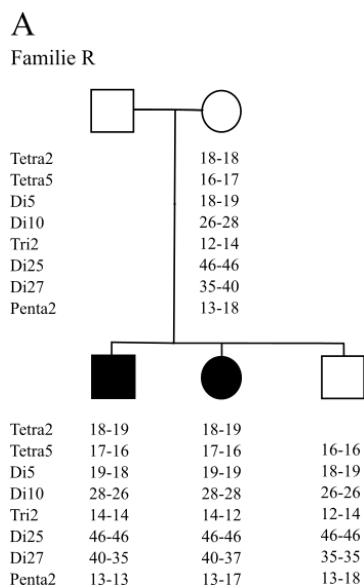 A
Familie R
Tetra2 18-18
Tetra5 16-17
Di5 18-19
Di10 26-28
Tri2 12-14
Di25 46-46
Di27 35-40
Penta2 13-18
Tetra2 18-19 18-19
Tetra5 17-16 17-16 16-16
Di5 19-18 19-19 18-19
Di10 28-26 28-28 26-26
Tri2 14-14 14-12 12-14
Di25 46-46 46-46 46-46
Di27 40-35 40-37 35-35
Penta2 13-13 13-17 13-18